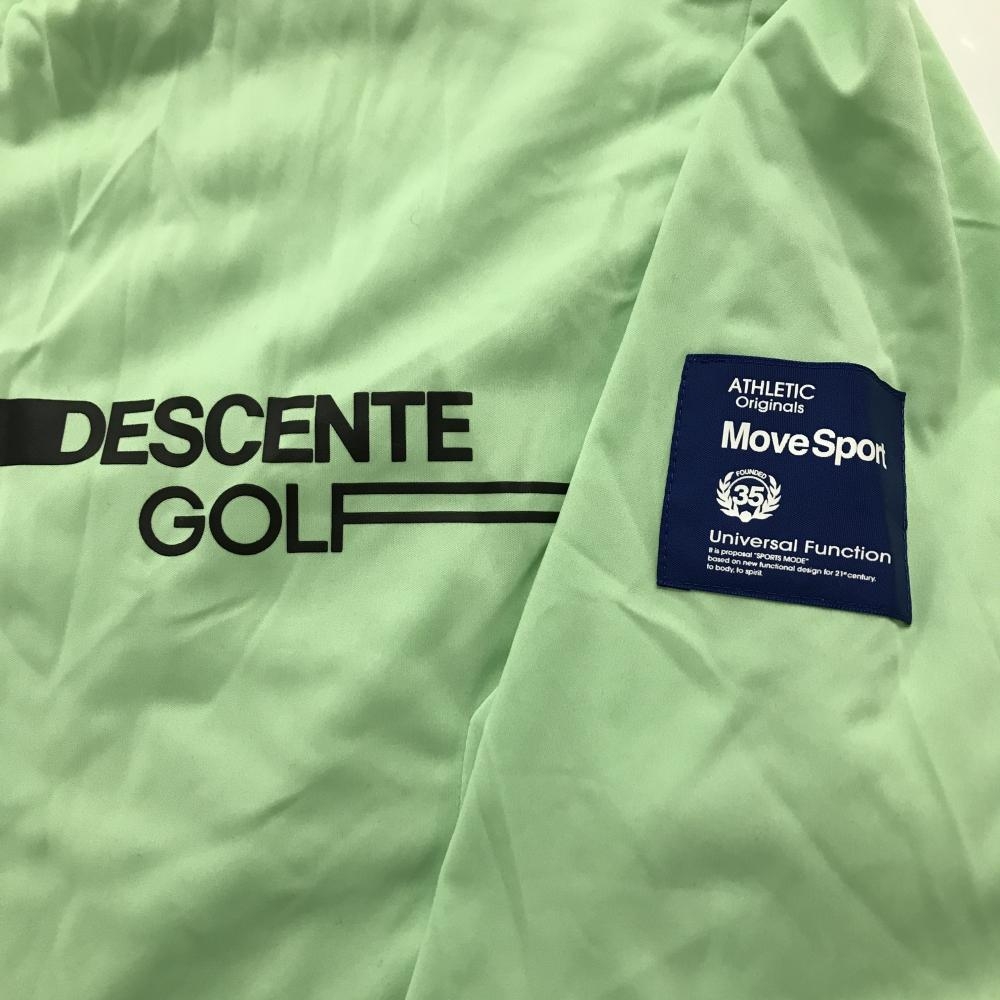 DESCENTE
GOLF
ATHLETIC
Originals
MoveSport
FOUNDED
35
Universal Function
It is proposal "SPORTS MODE"
based on new functional design for 21st century.
to body, to spirit.